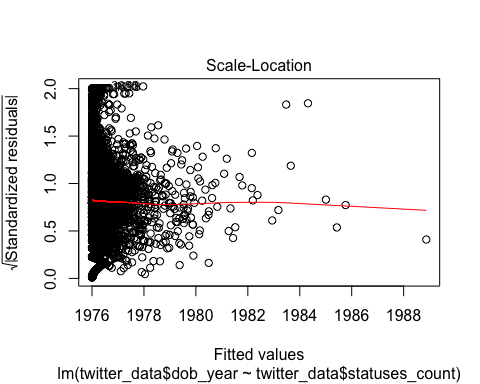 Scale-Location
√|Standardized residuals|
2.0
1.5
1.0
0.5
0.0
1976 1978 1980 1982 1984 1986 1988
Fitted values
lm(twitter_data$dob_year ~ twitter_data$statuses_count)